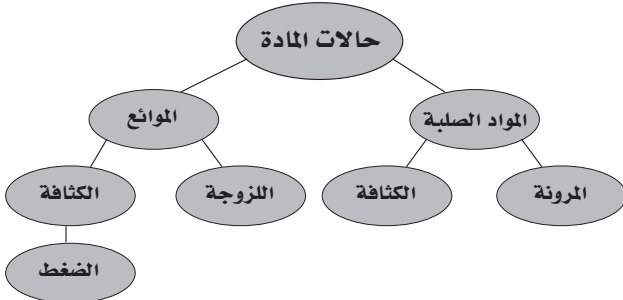 حالات المادة
المواد الصلبة
الموائع
المرونة
الكثافة
اللزوجة
الكثافة
الضغط